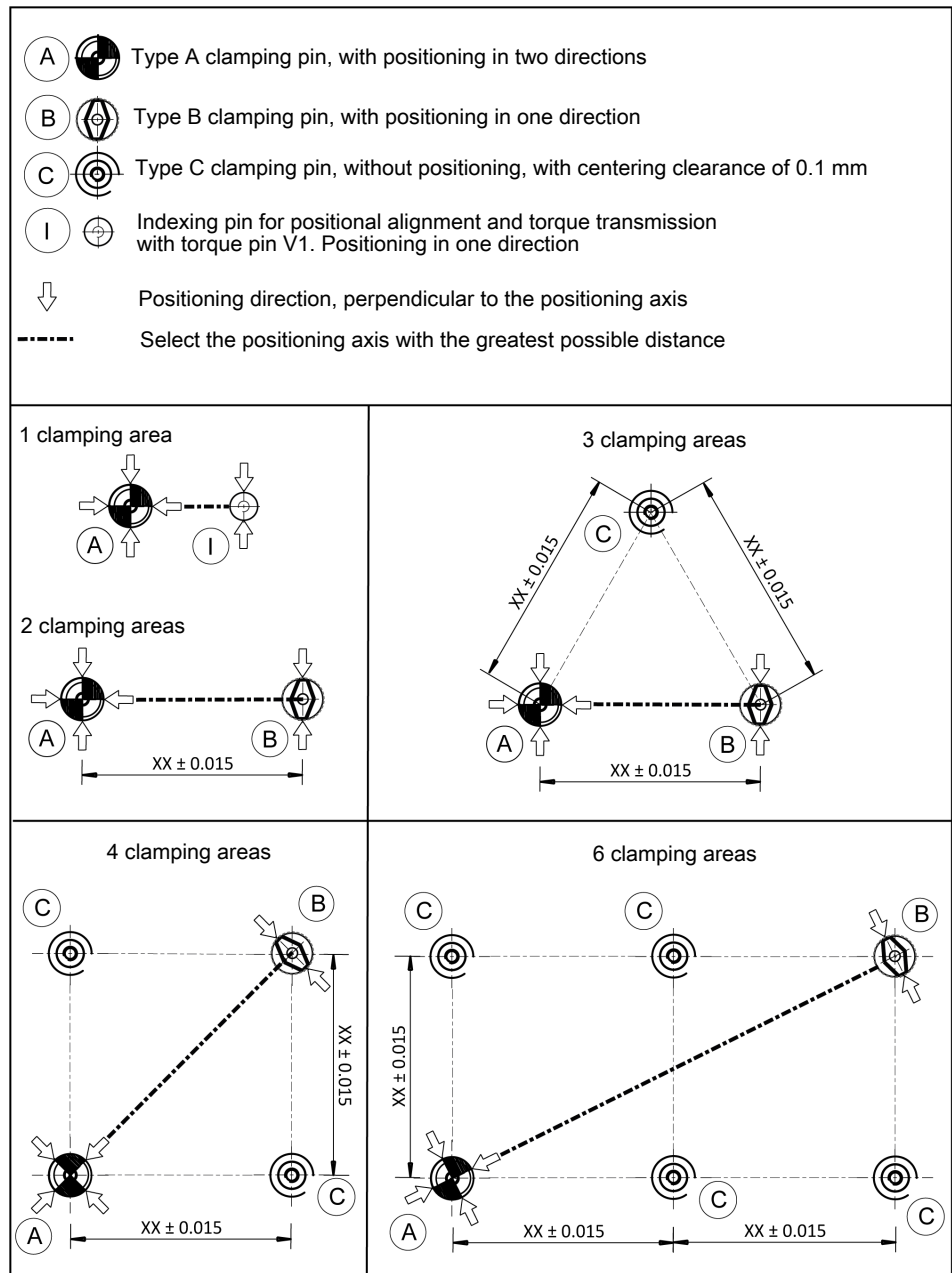 A Type A clamping pin, with positioning in two directions
B Type B clamping pin, with positioning in one direction
C Type C clamping pin, without positioning, with centering clearance of 0.1 mm
I Indexing pin for positional alignment and torque transmission
with torque pin V1. Positioning in one direction
Positioning direction, perpendicular to the positioning axis
Select the positioning axis with the greatest possible distance
1 clamping area
A
I
2 clamping areas
A
B
XX ± 0.015
3 clamping areas
C
XX ± 0.015
XX ± 0.015
A
B
XX ± 0.015
4 clamping areas
C
B
XX ± 0.015
A
C
XX ± 0.015
6 clamping areas
C
C
B
XX ± 0.015
A
C
C
XX ± 0.015
XX ± 0.015